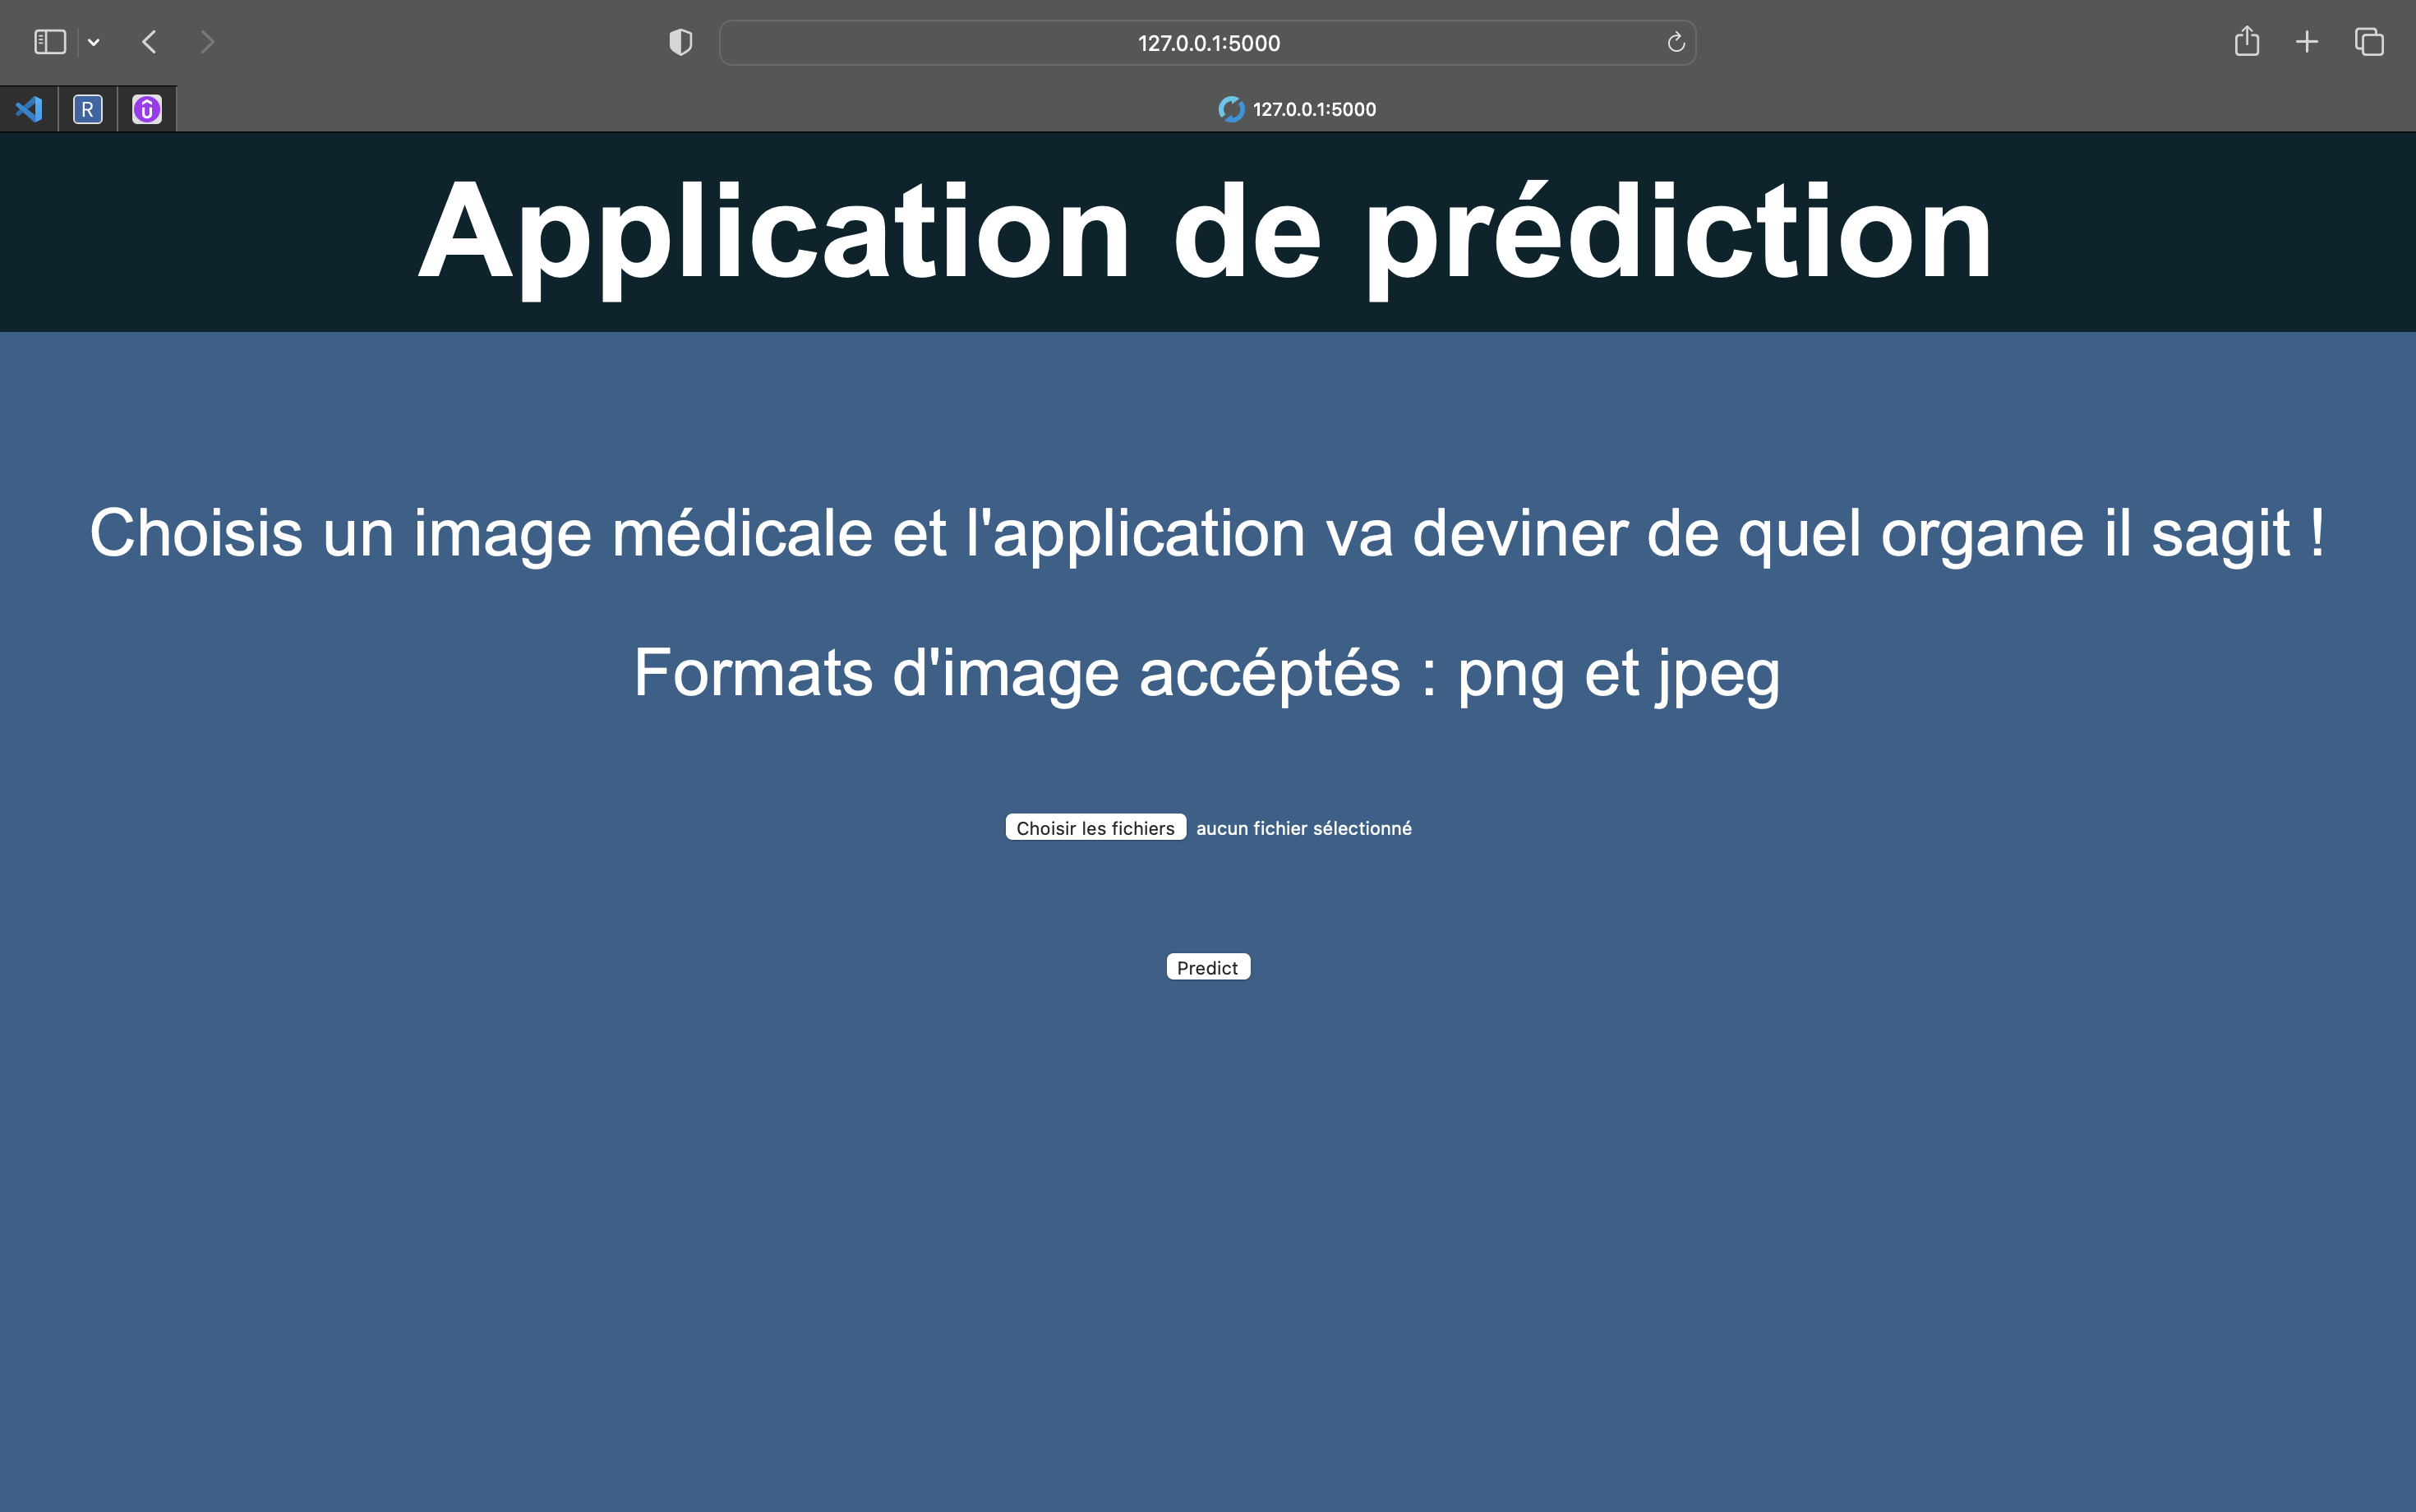 127.0.0.1:5000
R
û
127.0.0.1:5000
Application de prédiction
Choisis un image médicale et l'application va deviner de quel organe il sagit !
Formats d'image accéptés : png et jpeg
Choisir les fichiers aucun fichier sélectionné
Predict